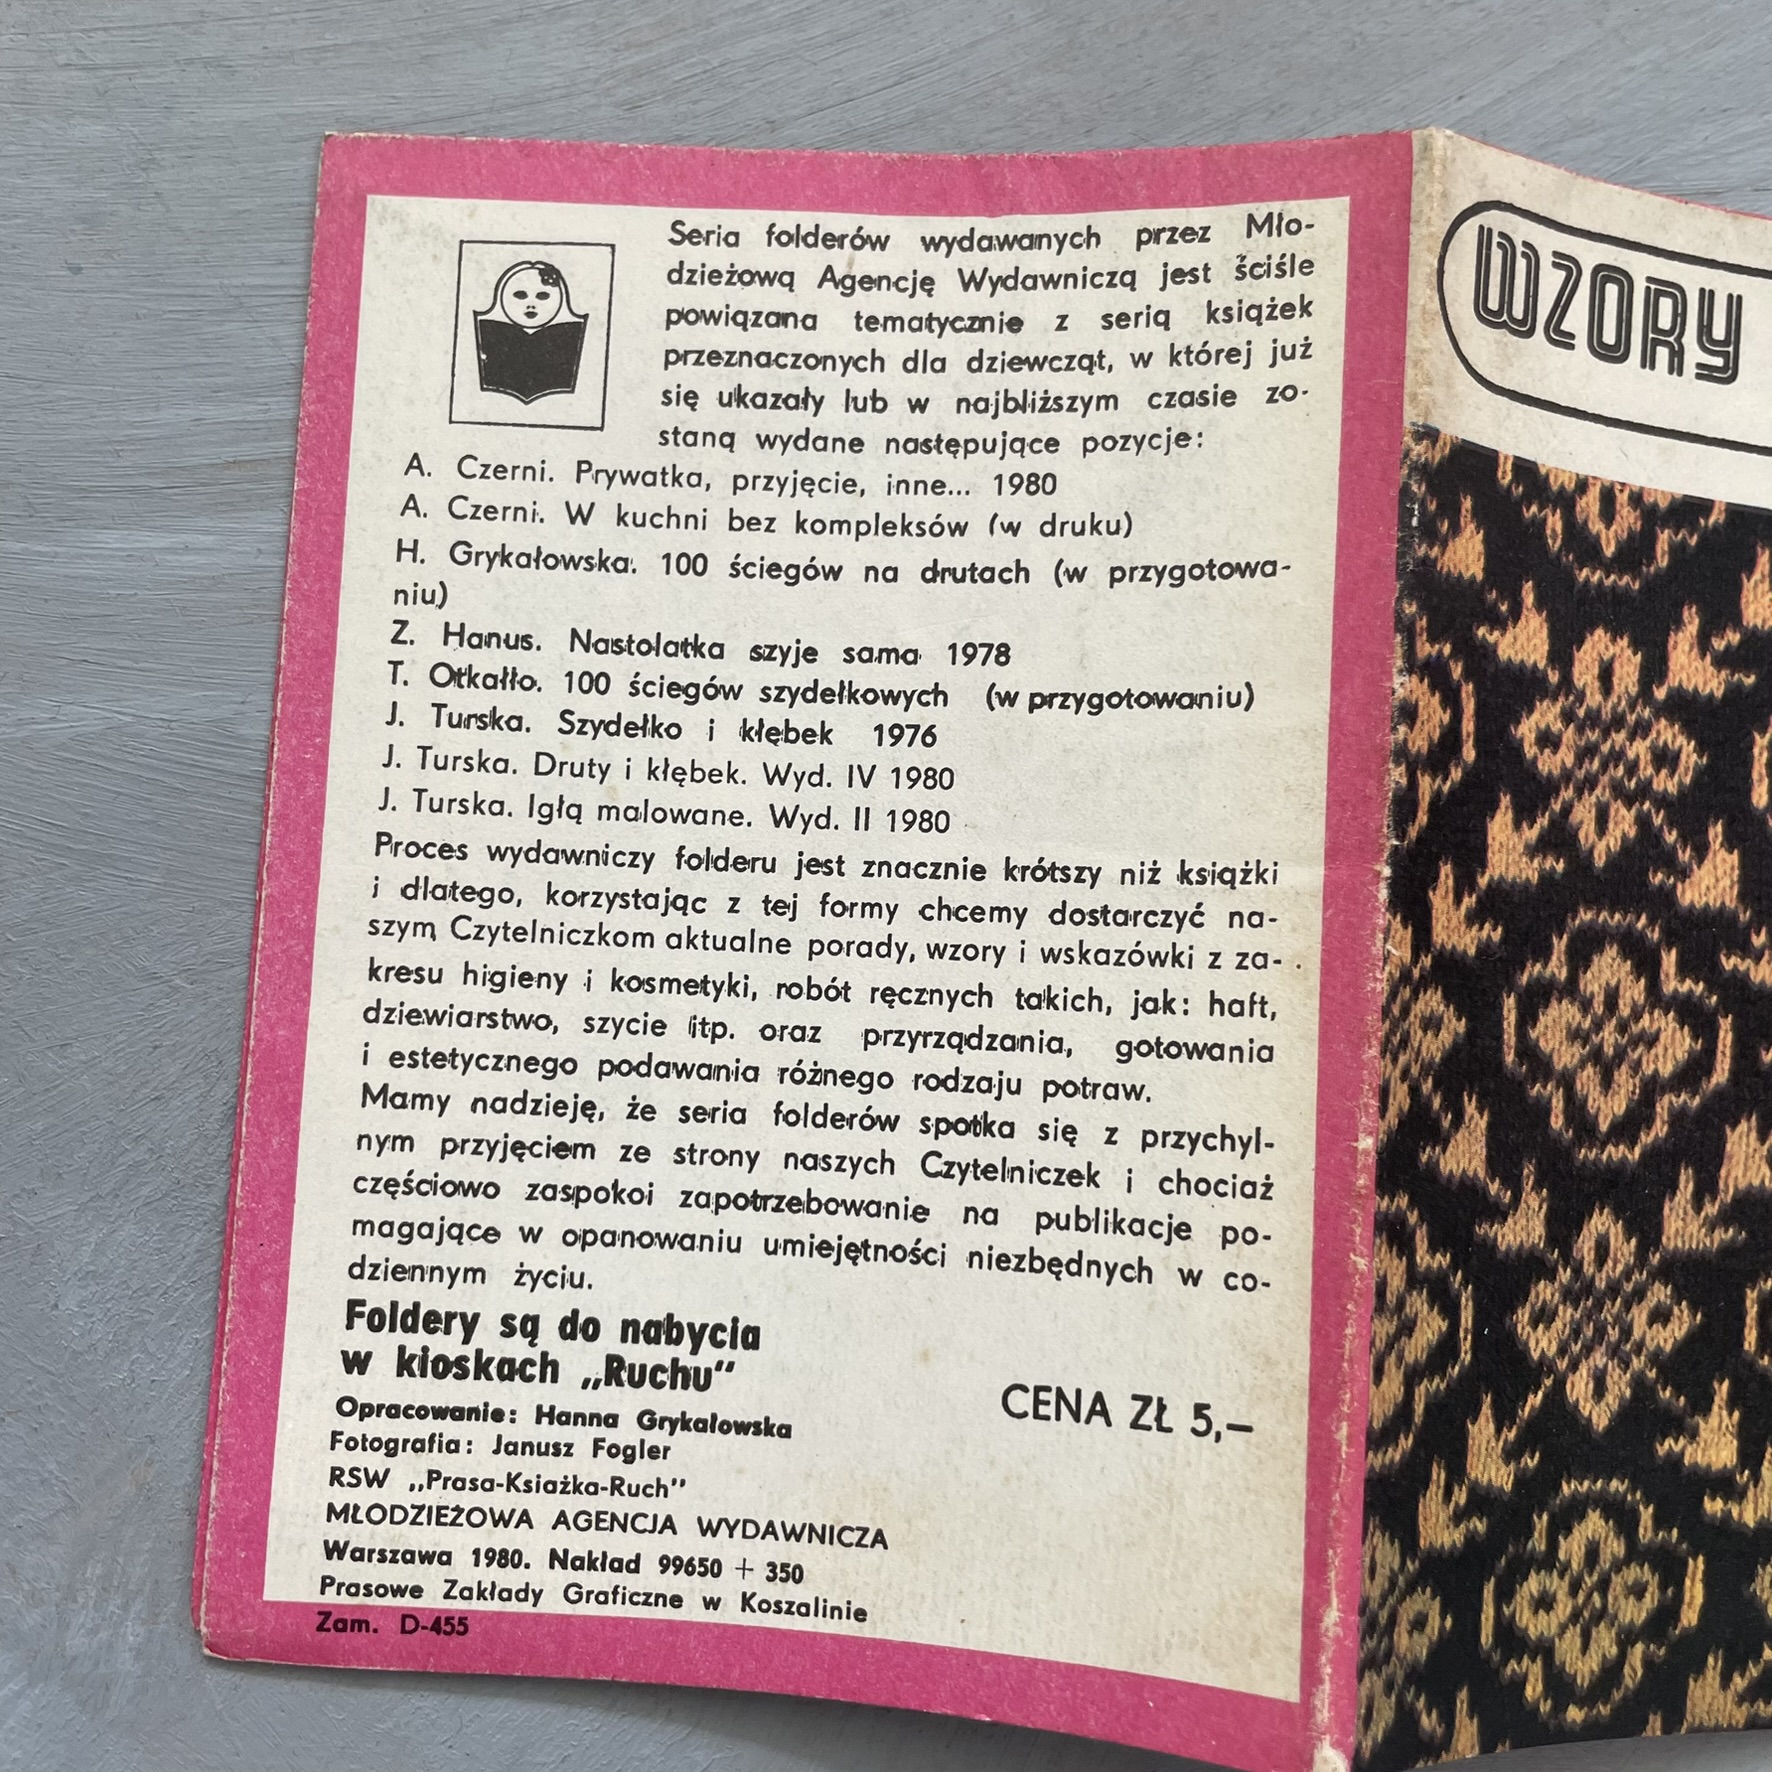 Seria folderów wydawanych przez Mło-
dzieżową Agencję Wydawniczą jest ściśle
powiązana tematycznie z serią książek
przeznaczonych dla dziewcząt, w której już
się ukazały lub w najbliższym czasie zo-
staną wydane następujące pozycje:
A. Czerni. Prywatka, przyjęcie, inne... 1980
A. Czerni. W kuchni bez kompleksów (w druku)
H. Grykałowska. 100 ściegów na drutach (w przygotowa-
niu)
Z. Hanus. Nastolatka szyje sama 1978
T. Otkałło. 100 ściegów szydełkowych (w przygotowaniu)
J. Turska. Szydełko i kłębek 1976
J. Turska. Druty i kłębek. Wyd. IV 1980
J. Turska. Igłą malowane. Wyd. II 1980
Proces wydawniczy folderu jest znacznie krótszy niż książki
i dlatego, korzystając z tej formy chcemy dostarczyć na-
szym Czytelniczkom aktualne porady, wzory i wskazówki z za-
kresu higieny i kosmetyki, robót ręcznych takich, jak: haft,
dziewiarstwo, szycie itp. oraz przyrządzania, gotowania
i estetycznego podawania różnego rodzaju potraw.
Mamy nadzieję, że seria folderów spotka się z przychyl-
nym przyjęciem ze strony naszych Czytelniczek i chociaż
częściowo zaspokoi zapotrzebowanie na publikacje po-
magające w opanowaniu umiejętności niezbędnych w co-
dziennym życiu.
Foldery są do nabycia
w kioskach „Ruchu"
CENA ZŁ 5,—
Opracowanie: Hanna Grykałowska
Fotografia: Janusz Fogler
RSW „Prasa-Ksiażka-Ruch"
MŁODZIEŻOWA AGENCJA WYDAWNICZA
Warszawa 1980. Nakład 99650 + 350
Prasowe Zakłady Graficzne w Koszalinie
Zam. D-455
WZORY